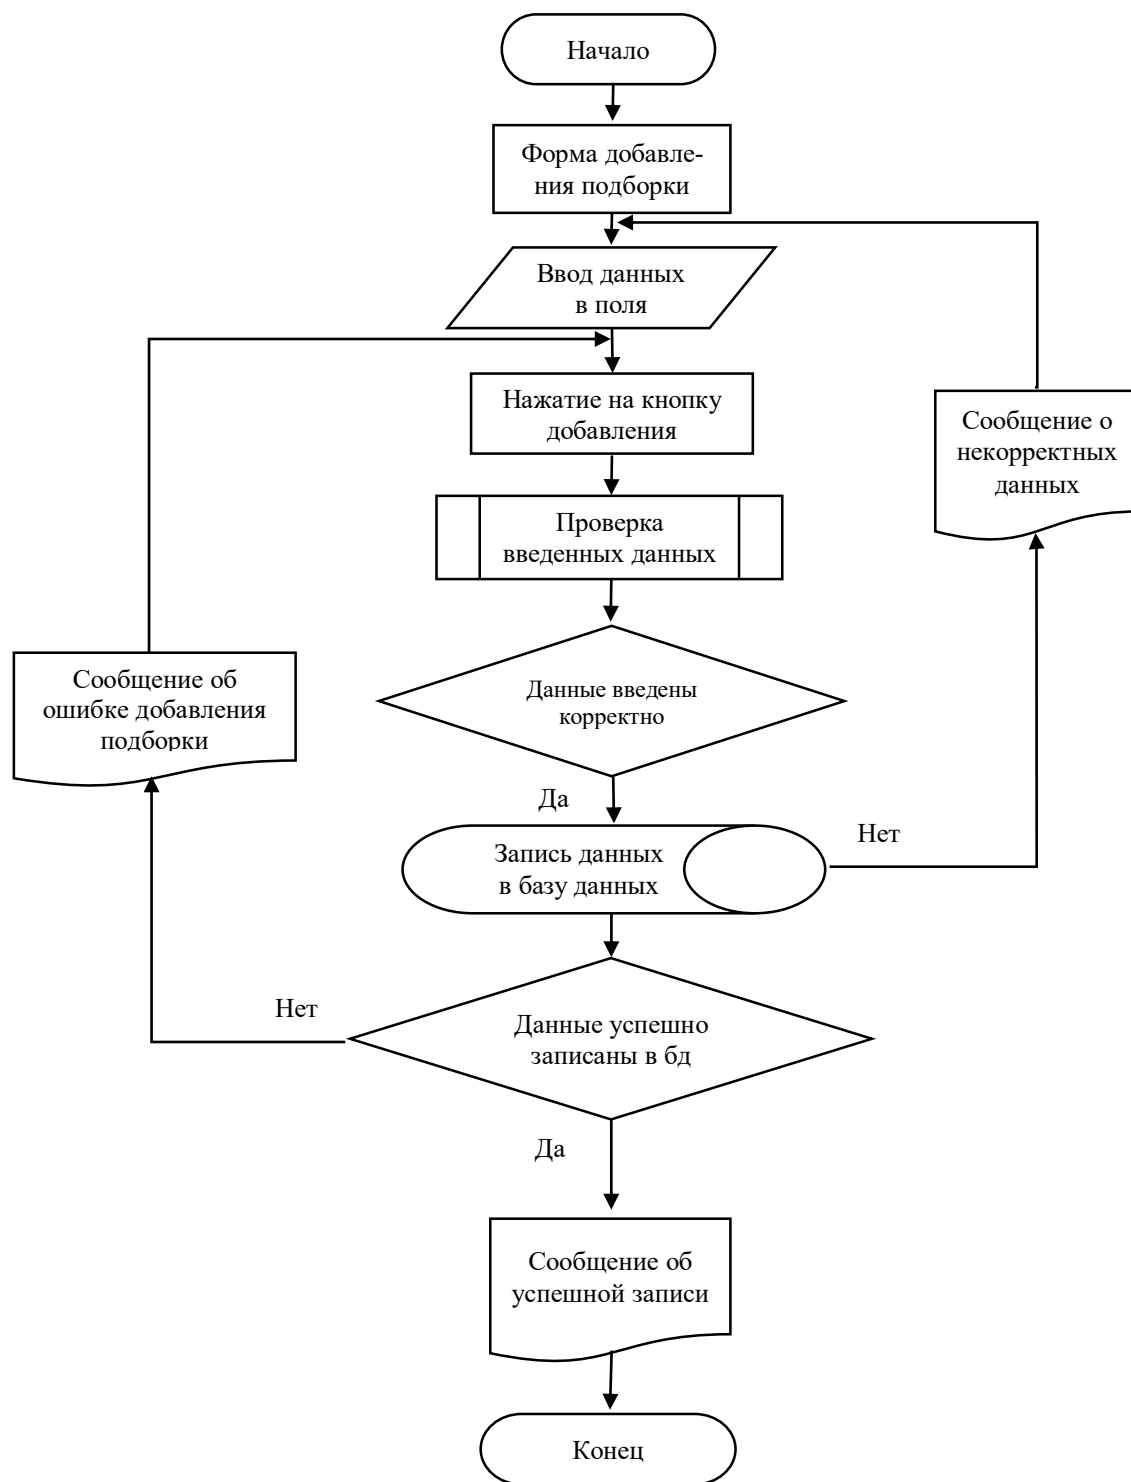 Начало
Форма добавле-
ния подборки
Ввод данных
в поля
Нажатие на кнопку
добавления
Сообщение о
некорректных
данных
Проверка
введенных данных
Сообщение об
ошибке добавления
подборки
Данные введены
корректно
Да
Запись данных
в базу данных
Нет
Нет
Данные успешно
записаны в бд
Да
Сообщение об
успешной записи
Конец